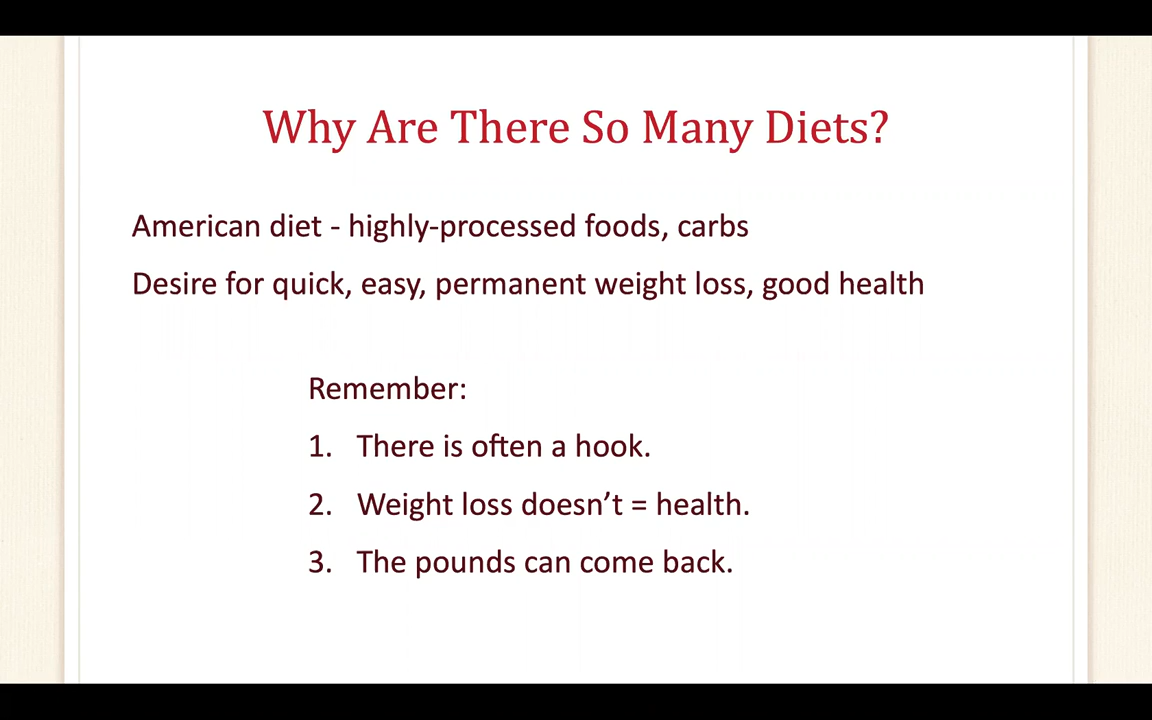 Why Are There So Many Diets?
American diet - highly-processed foods, carbs
Desire for quick, easy, permanent weight loss, good health
Remember:
1. There is often a hook.
2. Weight loss doesn’t = health.
3. The pounds can come back.